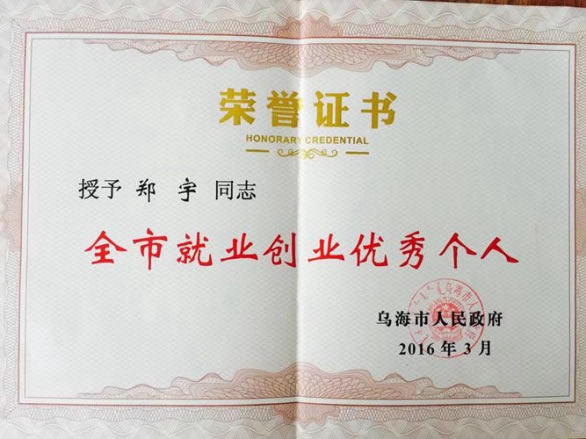 荣誉证书
HONORARY CREDENTIAL
授予 郑 宇 同志
全市就业创业优秀个人
乌海市人民政府
2016 年 3 月